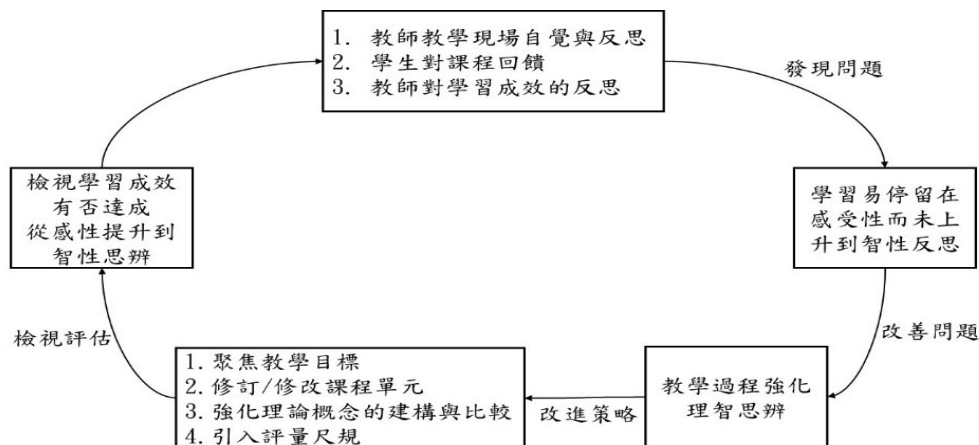 1. 教師教學現場自覺與反思
2. 學生對課程回饋
3. 教師對學習成效的反思
發現問題
學習易停留在
感受性而未上
升到智性反思
改善問題
教學過程強化
理智思辨
改進策略
1. 聚焦教學目標
2. 修訂/修改課程單元
3. 強化理論概念的建構與比較
4. 引入評量尺規
檢視評估
檢視學習成效
有否達成
從感性提升到
智性思辨